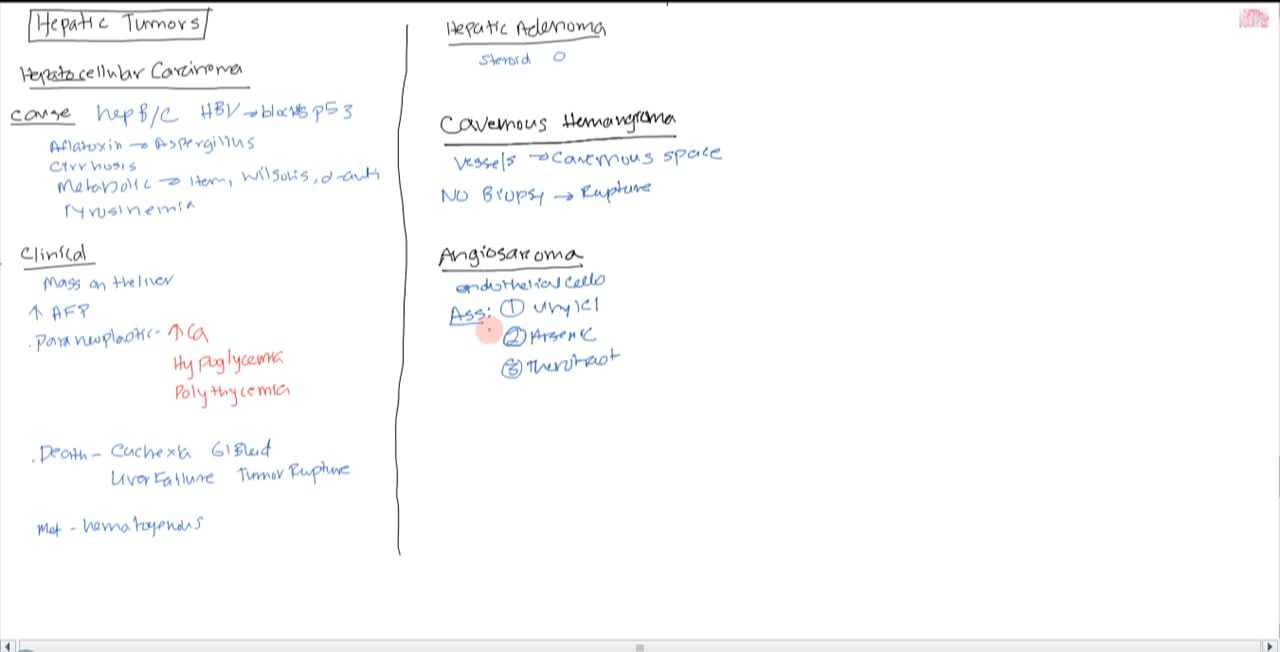 Hepatic Tumors
Hepatocellular Carcinoma
cause hepB/C HBV→blocks p53
Aflatoxin → Aspergillus
Cirrhosis
Metabolic → Hem, Wilsons, α-anti
Tyrosinemia
Clinical
Mass on the liver
↑ AFP
. Paraneoplastic - ↑Ca
Hypoglycemia
Polythycemia
. Death - Cachexia GI Bleed
Liver Failure Tumor Rupture
Met - hematogenous
Hepatic Adenoma
Steroid O
Cavernous Hemangioma
Vessels → Cavernous space
NO Biopsy → Rupture
Angiosarcoma
endothelial cells
Ass: ① Vinyl Cl
② Arsenic
③ Thorotrast